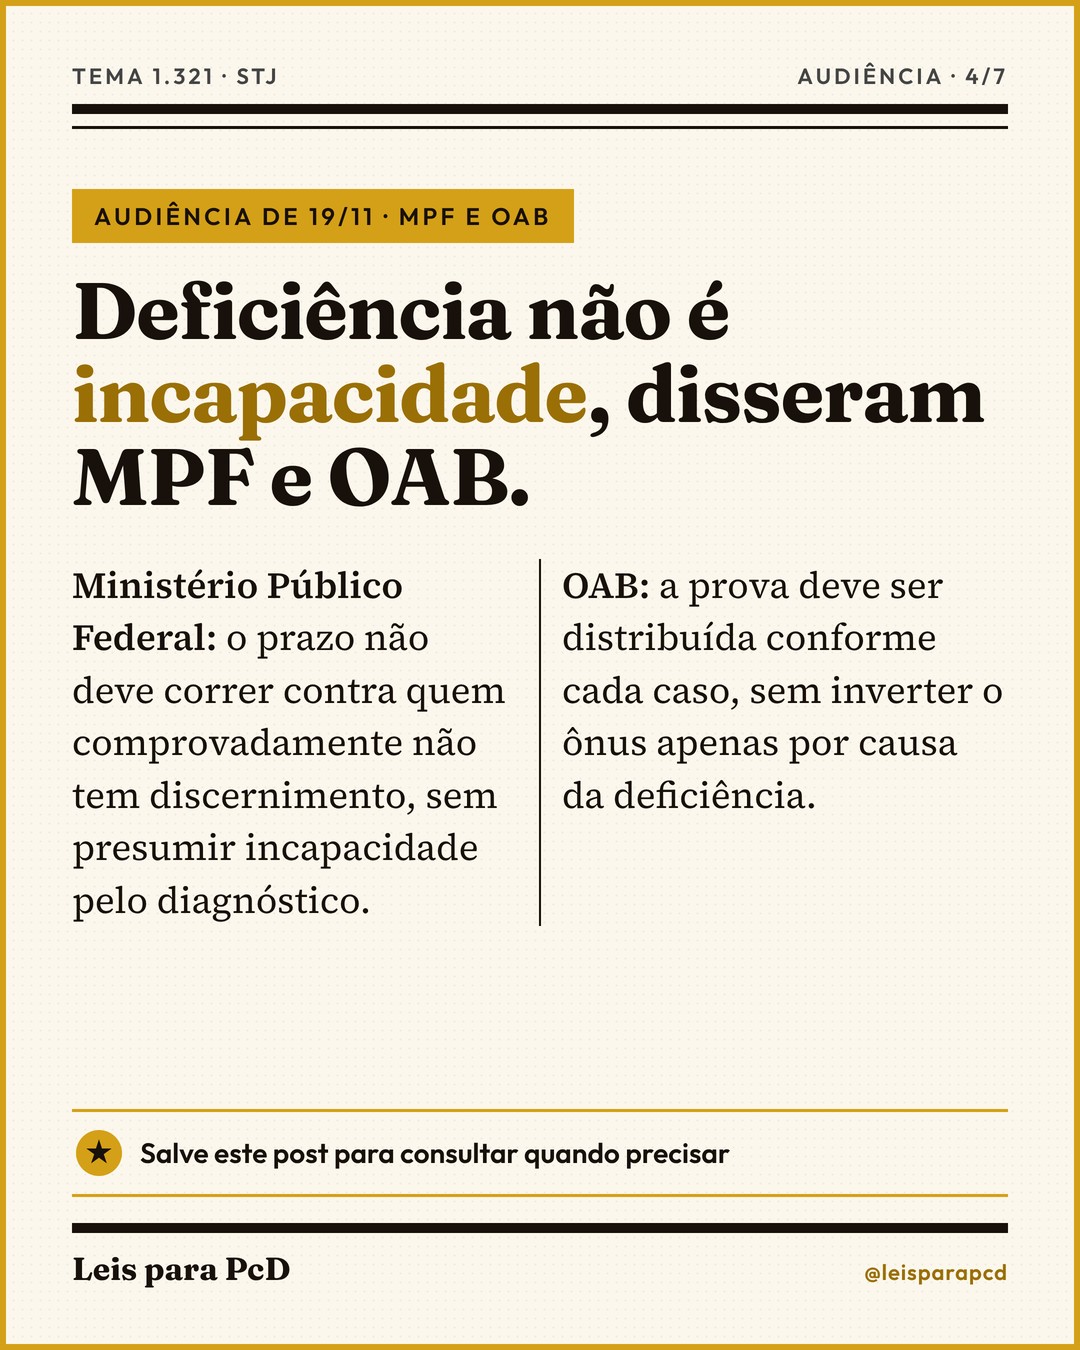 TEMA 1.321 · STJ
AUDIÊNCIA · 4/7
AUDIÊNCIA DE 19/11 · MPF E OAB
Deficiência não é
incapacidade, disseram
MPF e OAB.
Ministério Público
Federal: o prazo não
deve correr contra quem
comprovadamente não
tem discernimento, sem
presumir incapacidade
pelo diagnóstico.
OAB: a prova deve ser
distribuída conforme
cada caso, sem inverter o
ônus apenas por causa
da deficiência.
★ Salve este post para consultar quando precisar
Leis para PcD
@leisparapcd